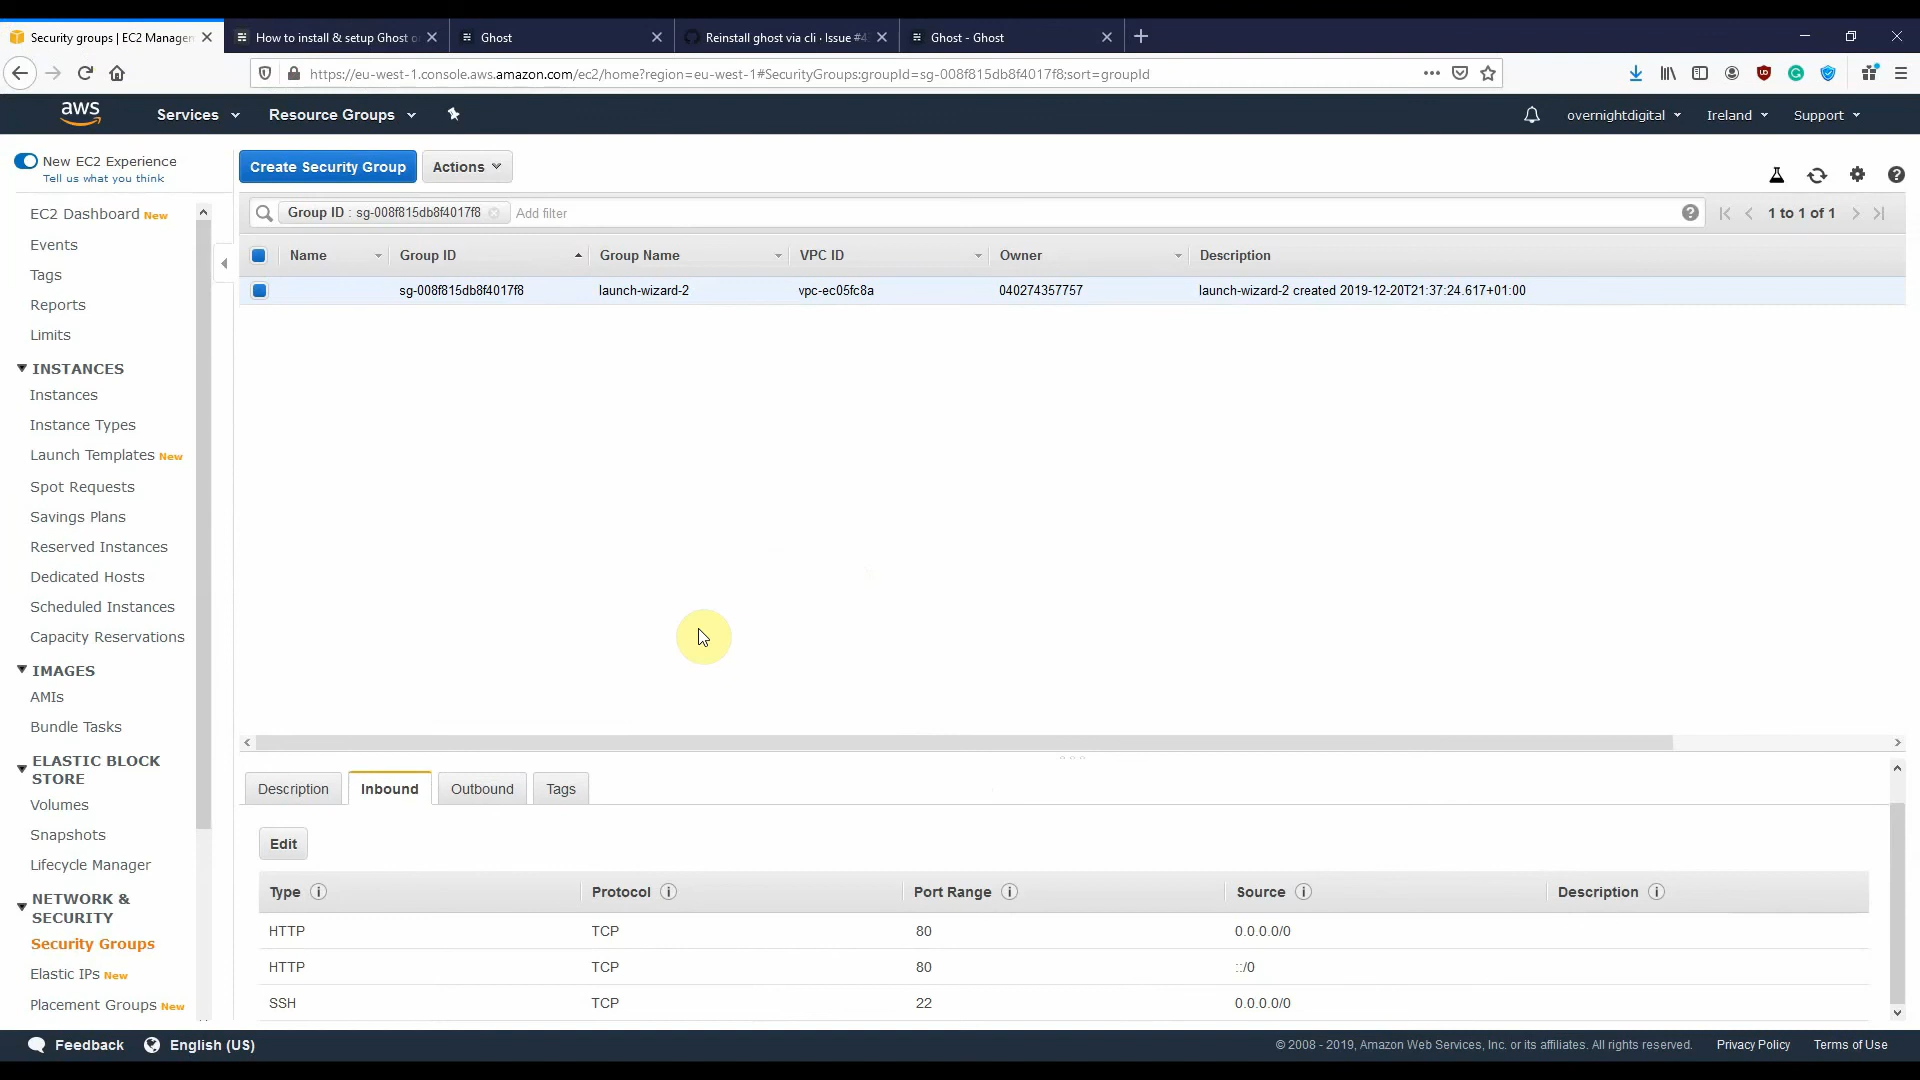 Security groups | EC2 Manage
How to install & setup Ghost o
Ghost
Reinstall ghost via cli · Issue #4
Ghost - Ghost
https://eu-west-1.console.aws.amazon.com/ec2/home?region=eu-west-1#SecurityGroups:groupId=sg-008f815db8f4017f8;sort=groupId
aws
Services
Resource Groups
overnightdigital
Ireland
Support
New EC2 Experience
Tell us what you think
Create Security Group
Actions
EC2 Dashboard New
Events
Tags
Reports
Limits
INSTANCES
Instances
Instance Types
Launch Templates New
Spot Requests
Savings Plans
Reserved Instances
Dedicated Hosts
Scheduled Instances
Capacity Reservations
IMAGES
AMIs
Bundle Tasks
ELASTIC BLOCK
STORE
Volumes
Snapshots
Lifecycle Manager
NETWORK &
SECURITY
Security Groups
Elastic IPs New
Placement Groups New
Group ID : sg-008f815db8f4017f8
Add filter
1 to 1 of 1
Name Group ID Group Name VPC ID Owner Description
sg-008f815db8f4017f8 launch-wizard-2 vpc-ec05fc8a 040274357757 launch-wizard-2 created 2019-12-20T21:37:24.617+01:00
Description Inbound Outbound Tags
Edit
Type Protocol Port Range Source Description
HTTP TCP 80 0.0.0.0/0
HTTP TCP 80 ::/0
SSH TCP 22 0.0.0.0/0
Feedback
English (US)
© 2008 - 2019, Amazon Web Services, Inc. or its affiliates. All rights reserved.
Privacy Policy
Terms of Use